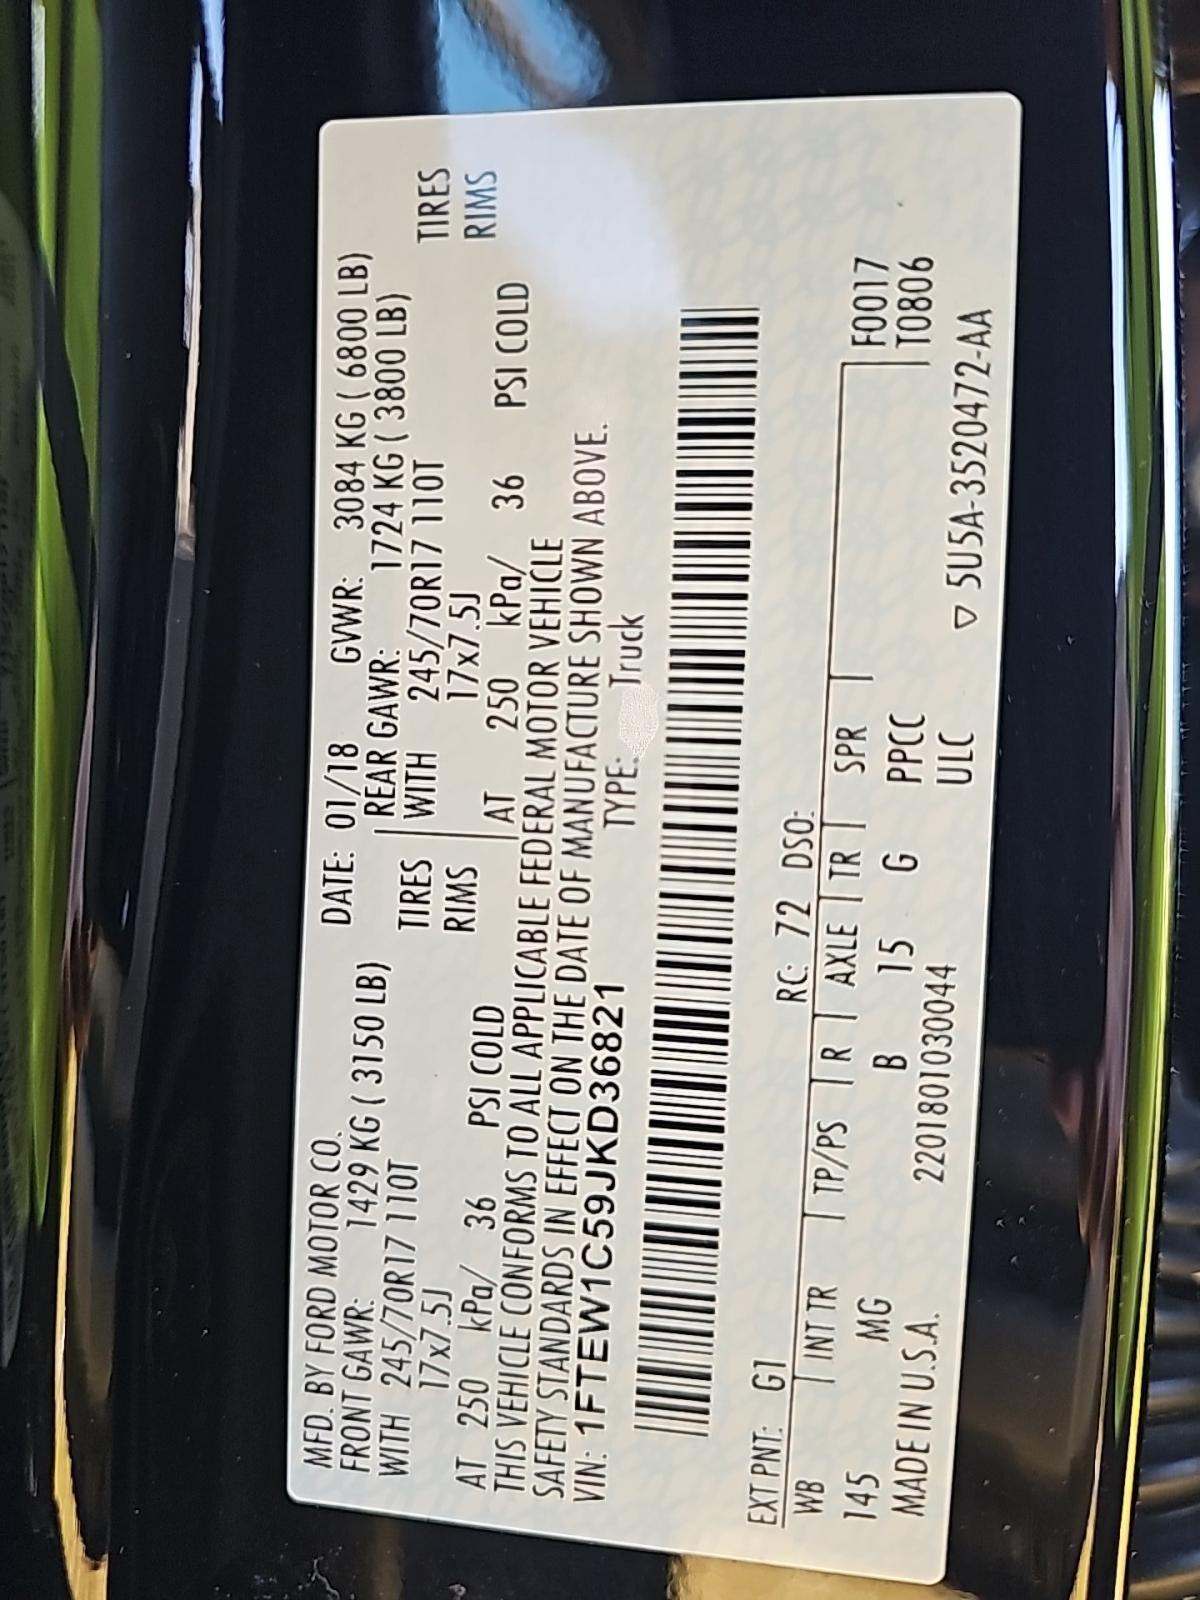 MFD. BY FORD MOTOR CO. DATE: 01/18 GVWR: 3084 KG ( 6800 LB)
FRONT GAWR: 1429 KG ( 3150 LB) REAR GAWR: 1724 KG ( 3800 LB)
WITH 245/70R17 110T TIRES WITH 245/70R17 110T TIRES
17x7.5J RIMS 17x7.5J RIMS
AT 250 kPa/ 36 PSI COLD AT 250 kPa/ 36 PSI COLD
THIS VEHICLE CONFORMS TO ALL APPLICABLE FEDERAL MOTOR VEHICLE
SAFETY STANDARDS IN EFFECT ON THE DATE OF MANUFACTURE SHOWN ABOVE.
VIN: 1FTEW1C59JKD36821 TYPE: Truck
EXT PNT: G1 RC: 72 DSO:
WB INT TR TP/PS R AXLE TR SPR F0017
145 MG B 15 G PPCC T0806
MADE IN U.S.A. 2201801030044 ULC
▽ 5U5A-3520472-AA